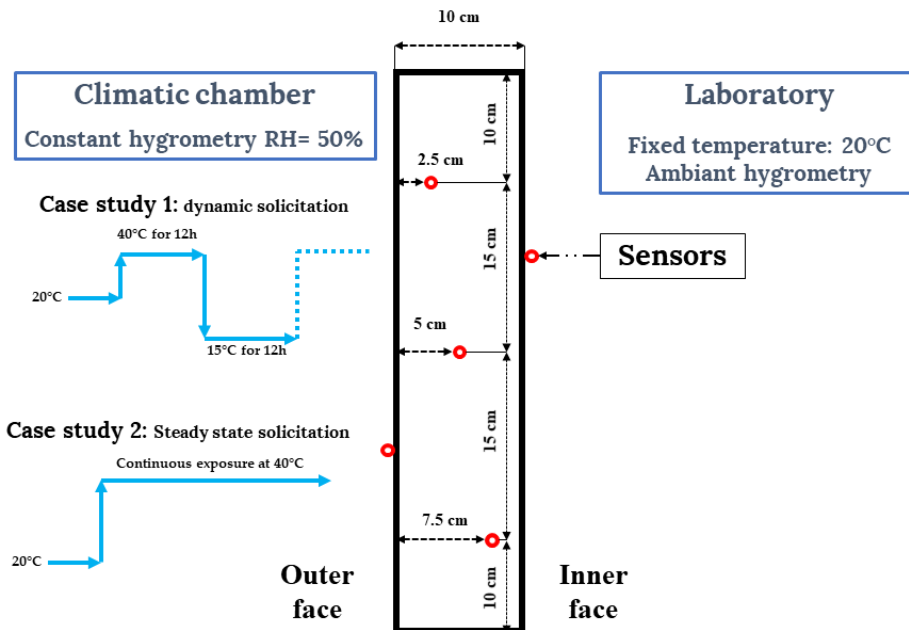 10 cm
Climatic chamber
Constant hygrometry RH= 50%
Laboratory
Fixed temperature: 20°C
Ambiant hygrometry
10 cm
2.5 cm
Case study 1: dynamic solicitation
40°C for 12h
20°C
15°C for 12h
15 cm
Sensors
5 cm
Case study 2: Steady state solicitation
Continuous exposure at 40°C
20°C
15 cm
7.5 cm
10 cm
Outer
face
Inner
face